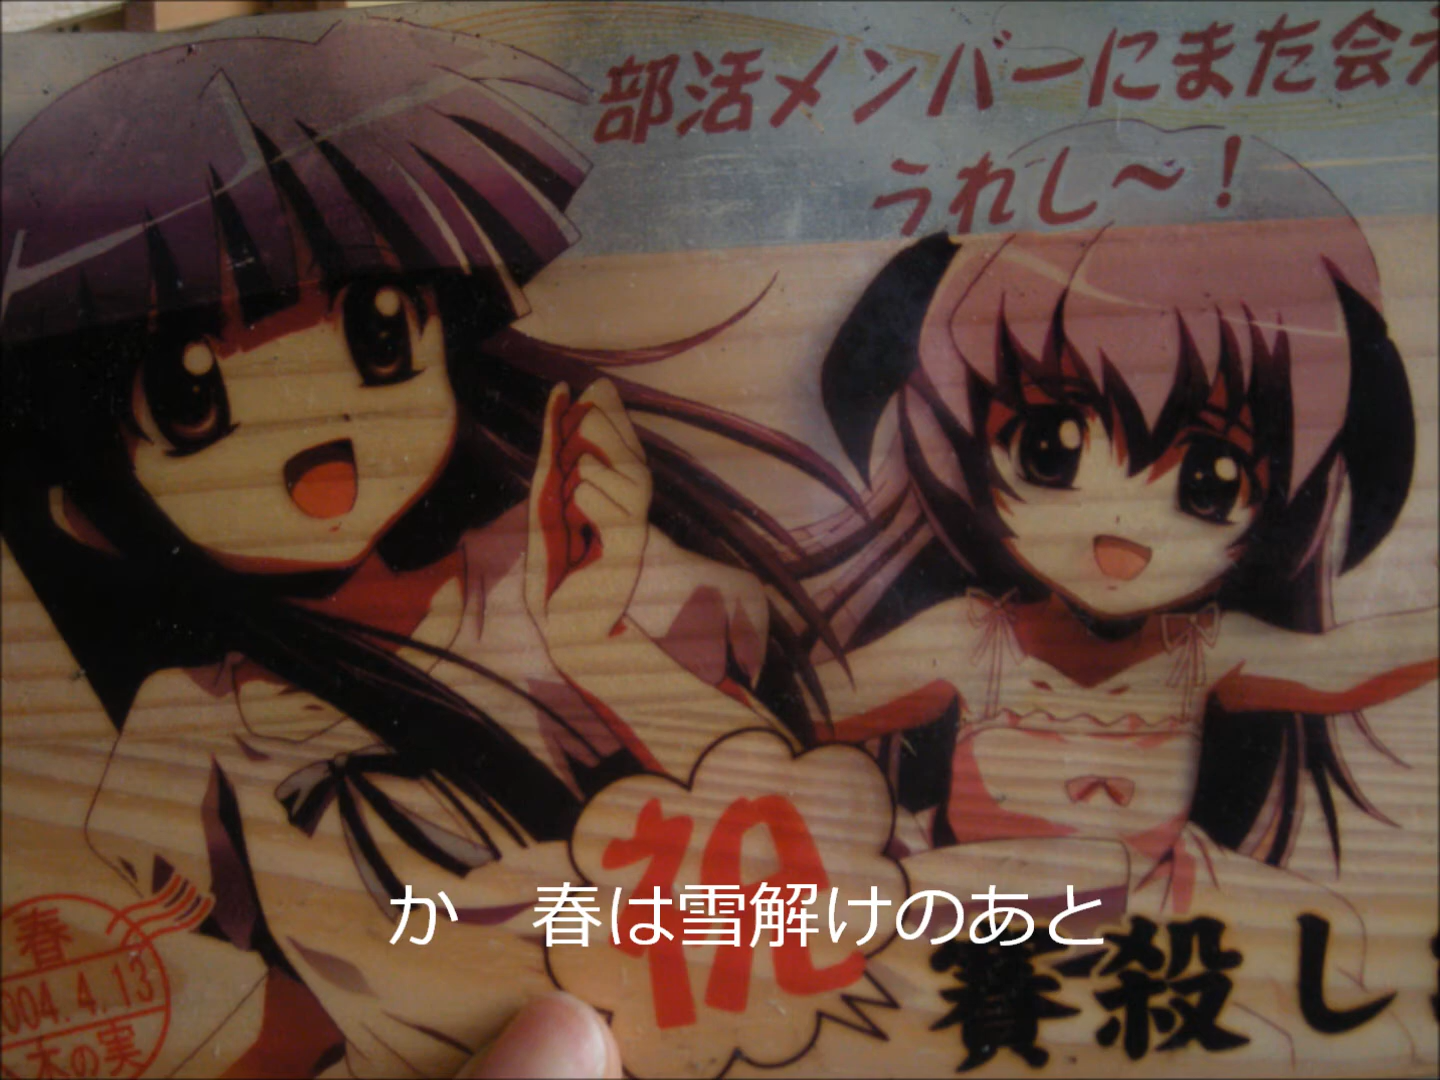 部活メンバーにまた会え
うれし〜!
祝
か　春は雪解けのあと
賽殺し
春
2004.4.13
木の実